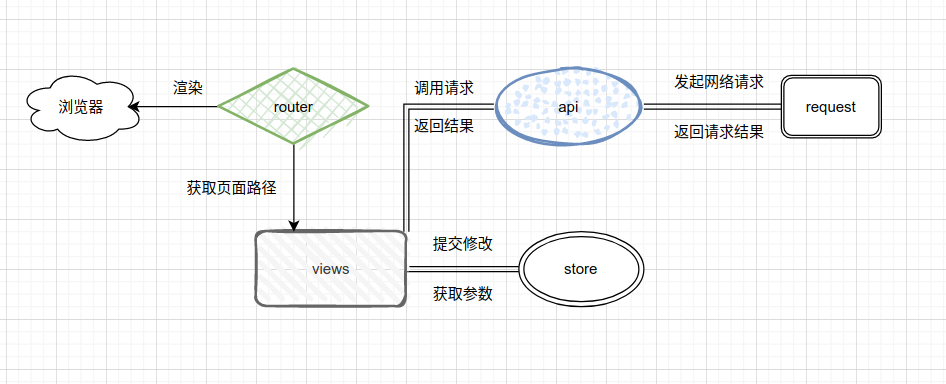 浏览器
渲染
router
调用请求
返回结果
api
发起网络请求
返回请求结果
request
获取页面路径
views
提交修改
获取参数
store